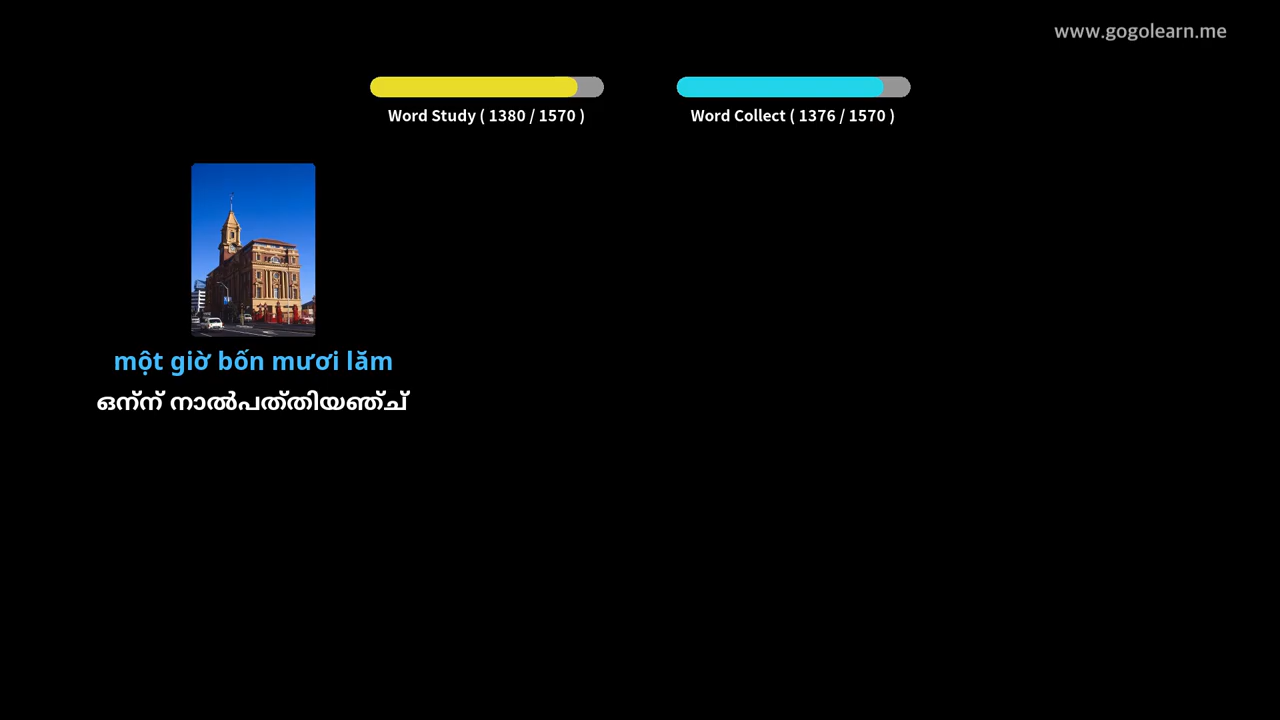 www.gogolearn.me
Word Study ( 1380 / 1570 )
Word Collect ( 1376 / 1570 )
một giờ bốn mươi lăm
ഒന്ന് നാൽപത്തിയഞ്ച്